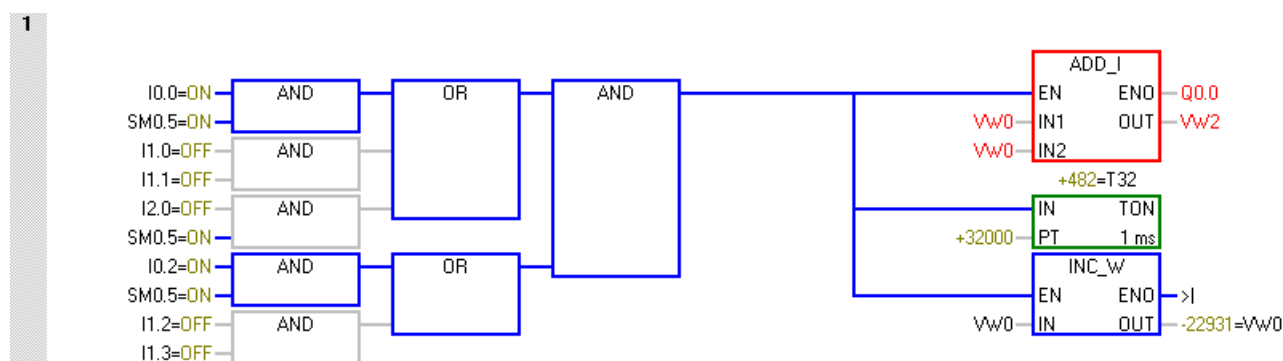 1
ADD_I
I0.0=ON AND OR AND EN ENO Q0.0
SM0.5=ON VW0 IN1 OUT VW2
I1.0=OFF AND VW0 IN2
I1.1=OFF +482=T32
I2.0=OFF AND IN TON
SM0.5=ON +32000 PT 1 ms
I0.2=ON AND OR INC_W
SM0.5=ON EN ENO >I
I1.2=OFF AND VW0 IN OUT -22931=VW0
I1.3=OFF